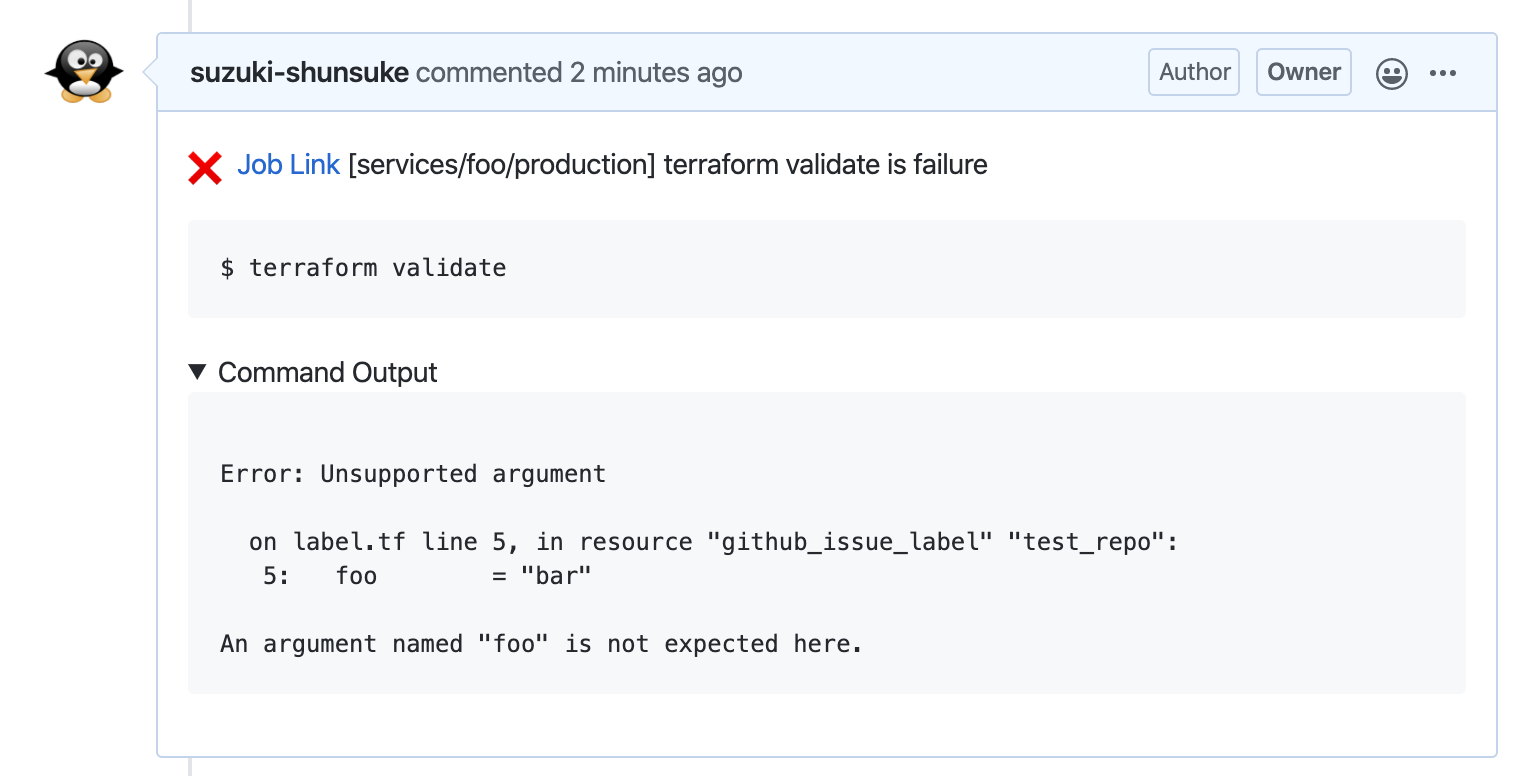 suzuki-shunsuke commented 2 minutes ago Author Owner
Job Link [services/foo/production] terraform validate is failure
$ terraform validate
▼ Command Output
Error: Unsupported argument
  on label.tf line 5, in resource "github_issue_label" "test_repo":
   5:   foo        = "bar"
An argument named "foo" is not expected here.